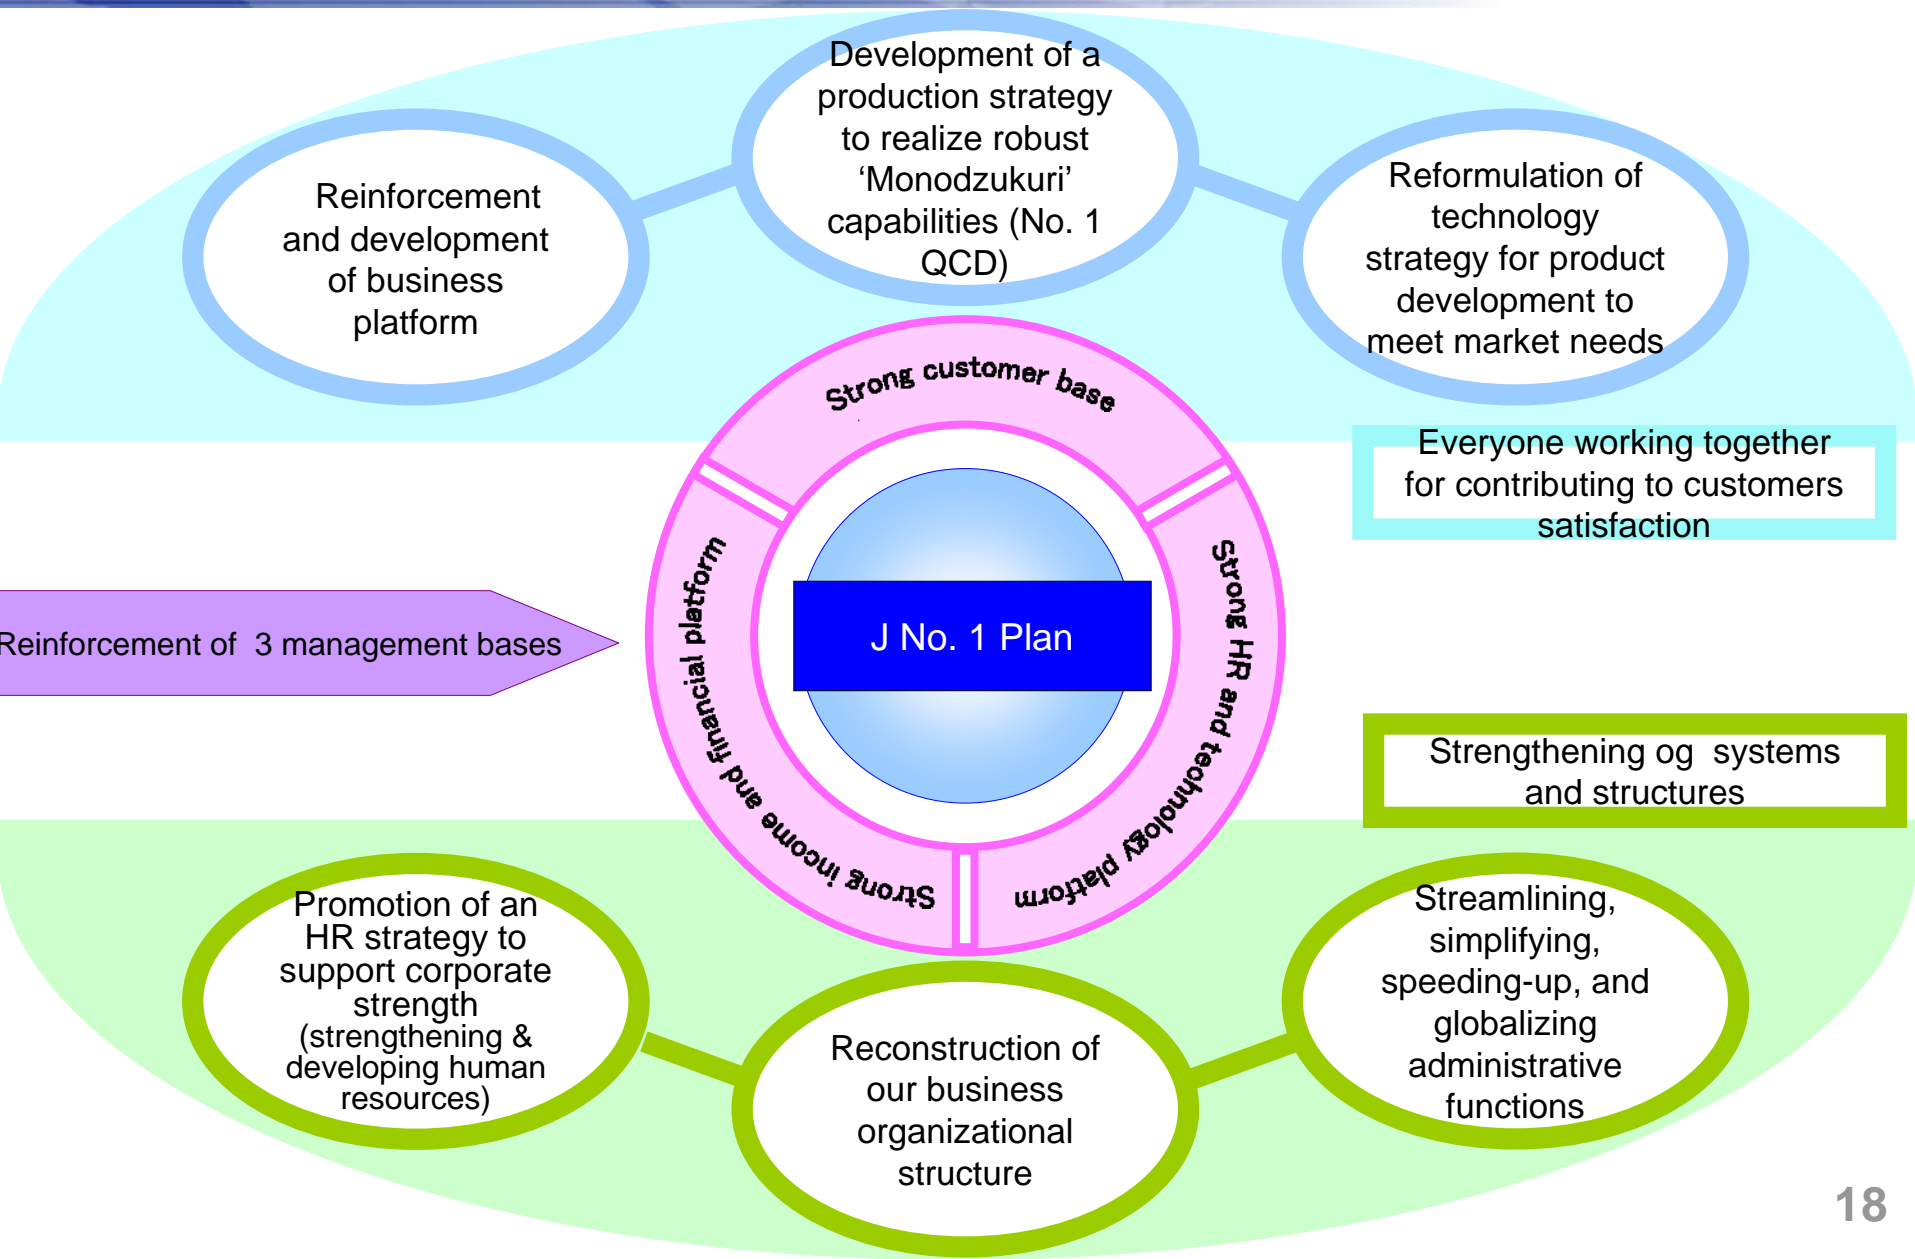 Development of a
production strategy
to realize robust
‘Monodzukuri’
capabilities (No. 1
QCD)
Reinforcement
and development
of business
platform
Reformulation of
technology
strategy for product
development to
meet market needs
Strong customer base
Everyone working together
for contributing to customers
satisfaction
Strong income and financial platform
Strong HR and technology platform
Reinforcement of  3 management bases
J No. 1 Plan
Strengthening og  systems
and structures
Promotion of an
HR strategy to
support corporate
strength
(strengthening &
developing human
resources)
Reconstruction of
our business
organizational
structure
Streamlining,
simplifying,
speeding-up, and
globalizing
administrative
functions
18